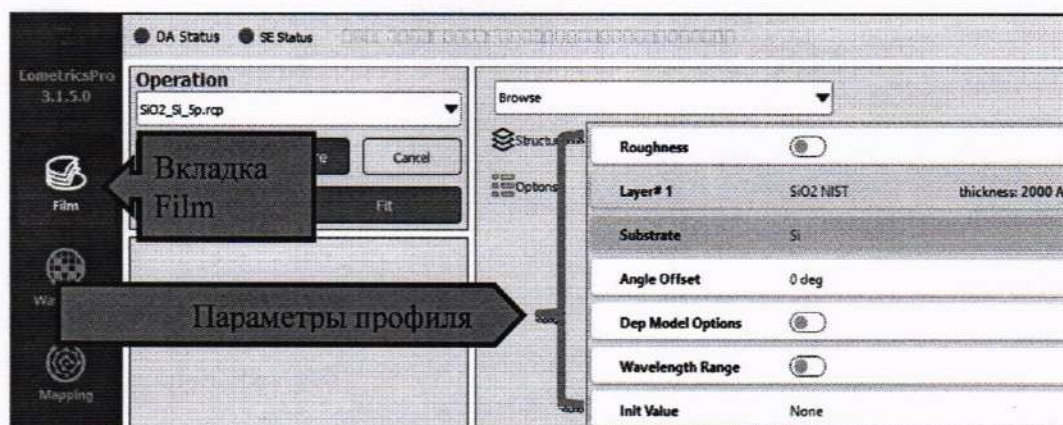 DA Status SE Status
LometricsPro
3.1.5.0
Operation
SiO2_Si_5p.rcp
Cancel
Fit
Film
Mapping
Вкладка
Film
Параметры профиля
Browse
Options
Roughness
Layer# 1 SiO2 NIST thickness: 2000 A
Substrate Si
Angle Offset 0 deg
Dep Model Options
Wavelength Range
Init Value None